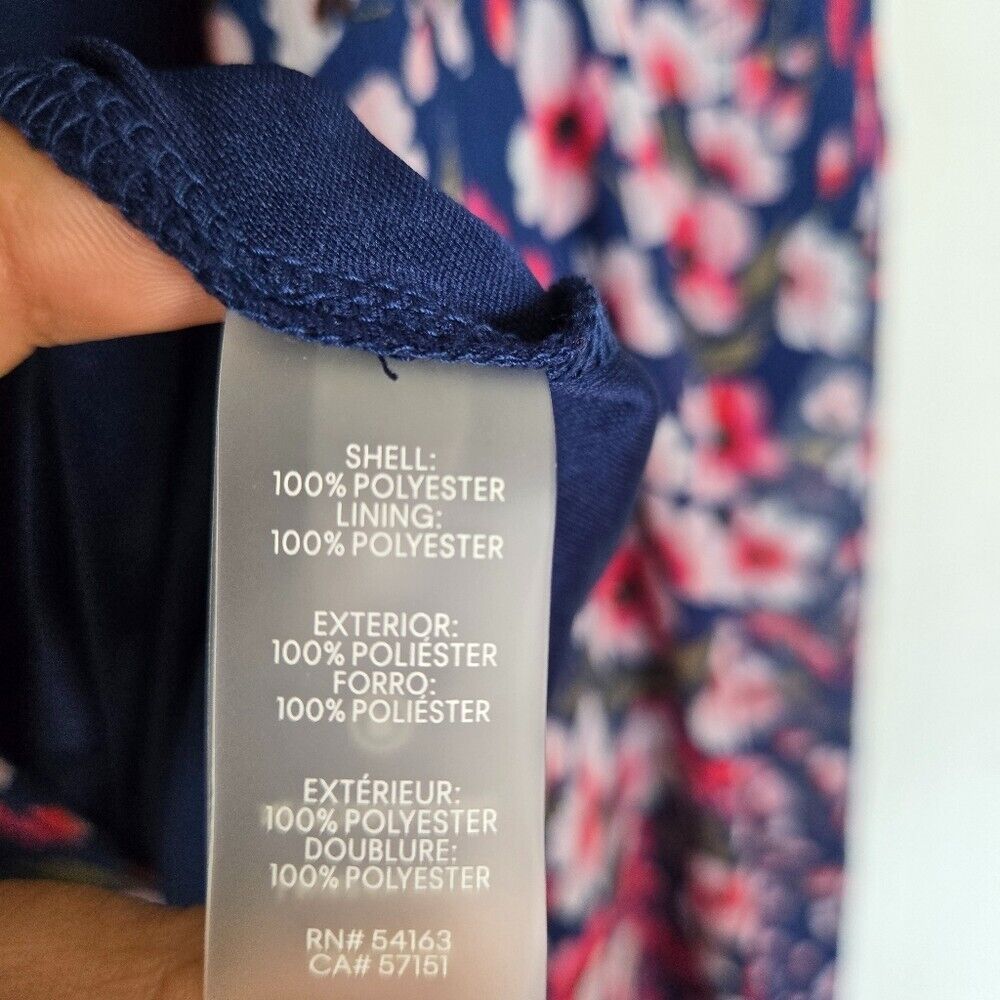 SHELL:
100% POLYESTER
LINING:
100% POLYESTER
EXTERIOR:
100% POLIÉSTER
FORRO:
100% POLIÉSTER
EXTÉRIEUR:
100% POLYESTER
DOUBLURE:
100% POLYESTER
RN# 54163
CA# 57151